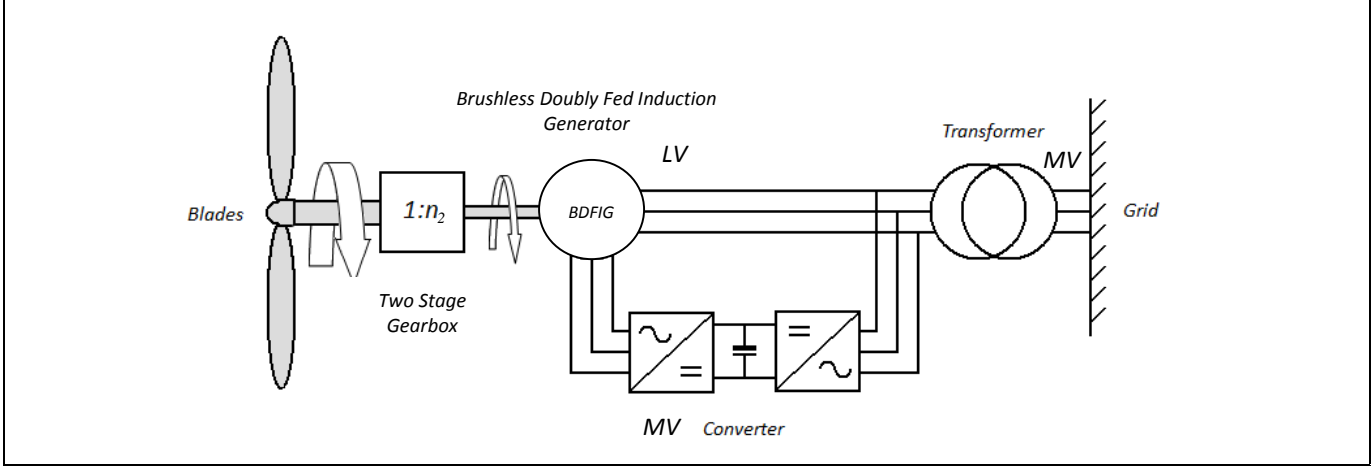 Brushless Doubly Fed Induction
Generator
LV
Transformer
MV
Blades
1:n₂
BDFIG
Grid
Two Stage
Gearbox
MV Converter